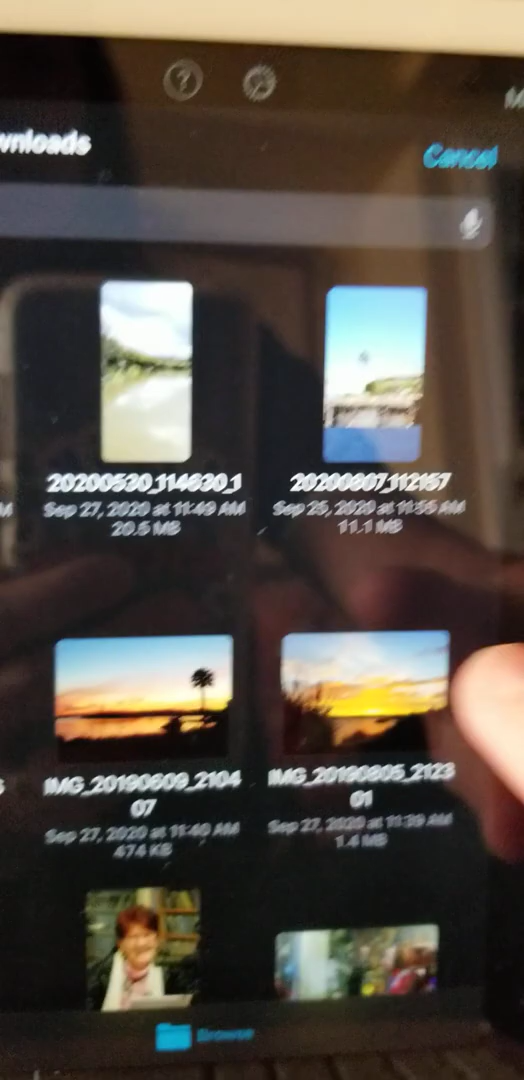 wnloads
Cancel
20200530_114630_1
Sep 27, 2020 at 11:49 AM
20.5 MB
20200807_112157
Sep 25, 2020 at 11:55 AM
11.1 MB
IMG_20190609_2104
07
Sep 27, 2020 at 11:40 AM
474 KB
IMG_20190805_2123
01
Sep 27, 2020 at 11:39 AM
1.4 MB
Browse